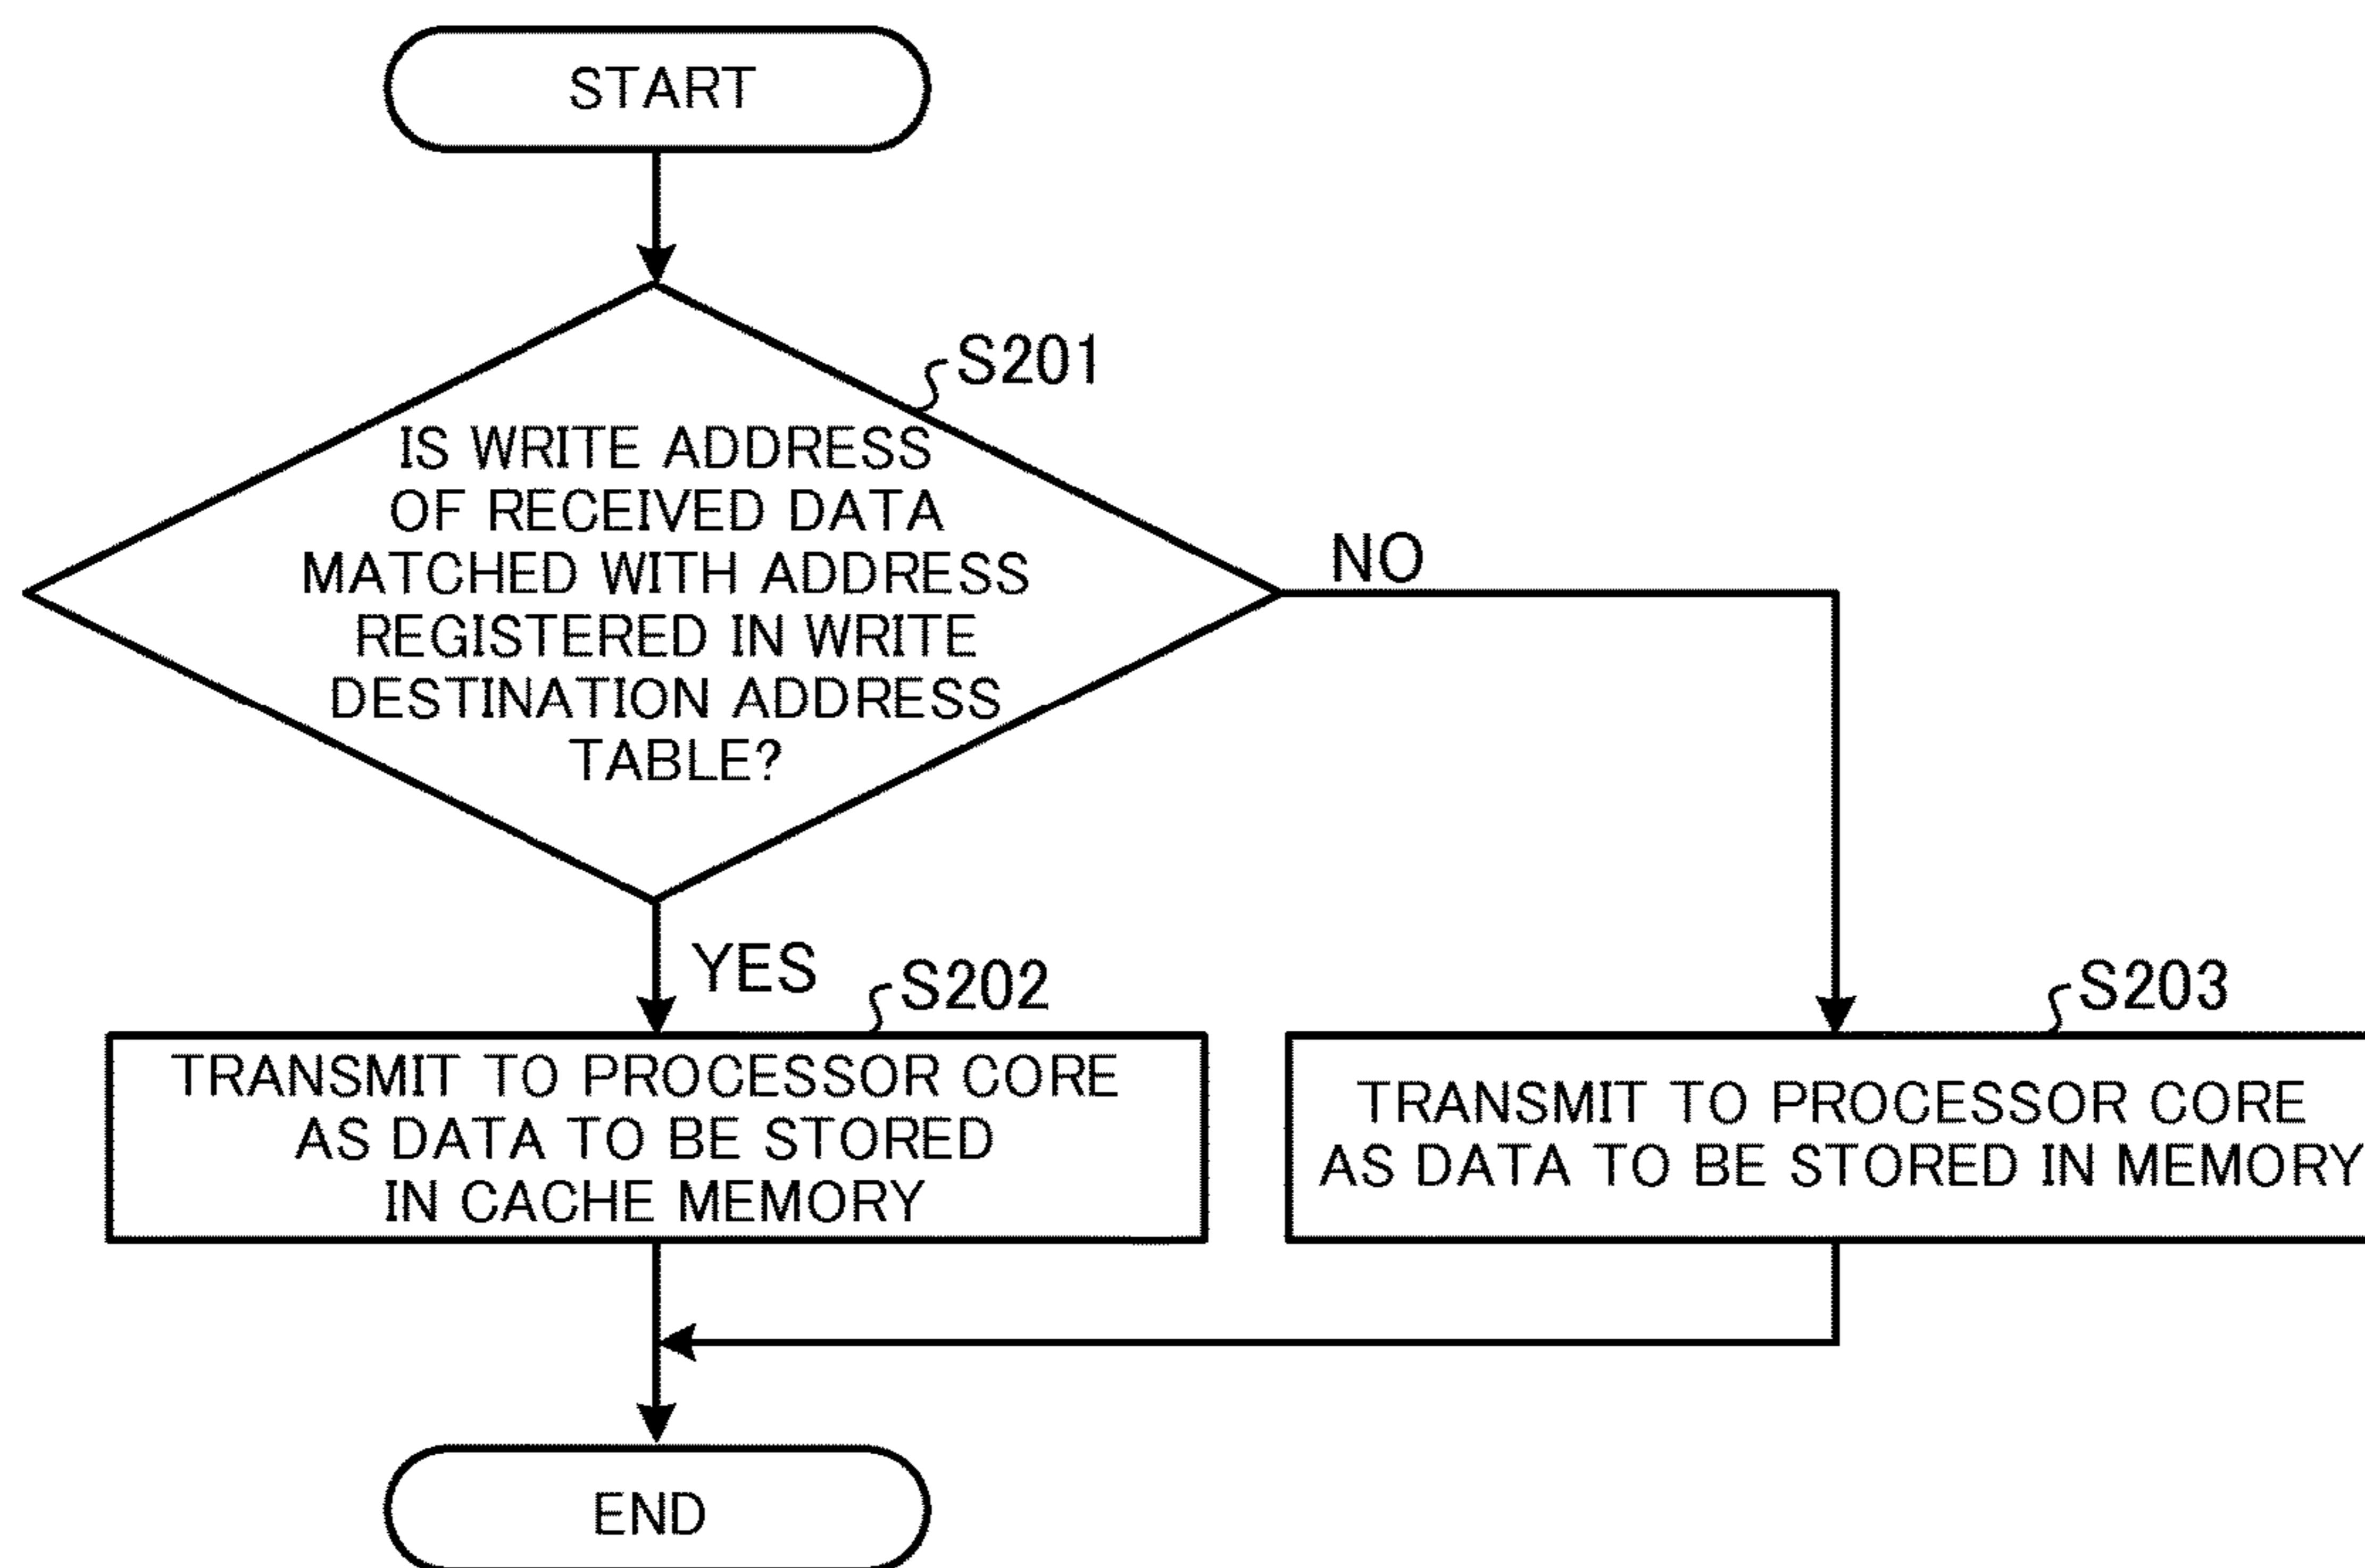 START
S201
IS WRITE ADDRESS
OF RECEIVED DATA
MATCHED WITH ADDRESS
REGISTERED IN WRITE
DESTINATION ADDRESS
TABLE?
NO
YES
S202
TRANSMIT TO PROCESSOR CORE
AS DATA TO BE STORED
IN CACHE MEMORY
S203
TRANSMIT TO PROCESSOR CORE
AS DATA TO BE STORED IN MEMORY
END